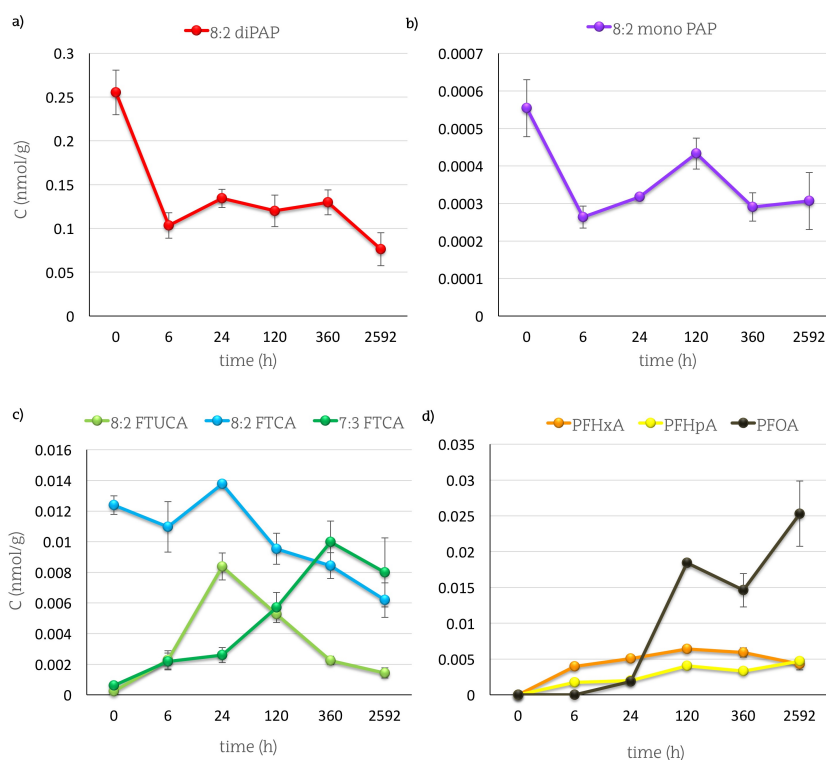 a)
8:2 diPAP
C (nmol/g)
0.3
0.25
0.2
0.15
0.1
0.05
0
0 6 24 120 360 2592
time (h)
b)
8:2 mono PAP
0.0007
0.0006
0.0005
0.0004
0.0003
0.0002
0.0001
0
0 6 24 120 360 2592
time (h)
c)
8:2 FTUCA 8:2 FTCA 7:3 FTCA
C (nmol/g)
0.016
0.014
0.012
0.01
0.008
0.006
0.004
0.002
0
0 6 24 120 360 2592
time (h)
d)
PFHxA PFHpA PFOA
0.035
0.03
0.025
0.02
0.015
0.01
0.005
0
0 6 24 120 360 2592
time (h)